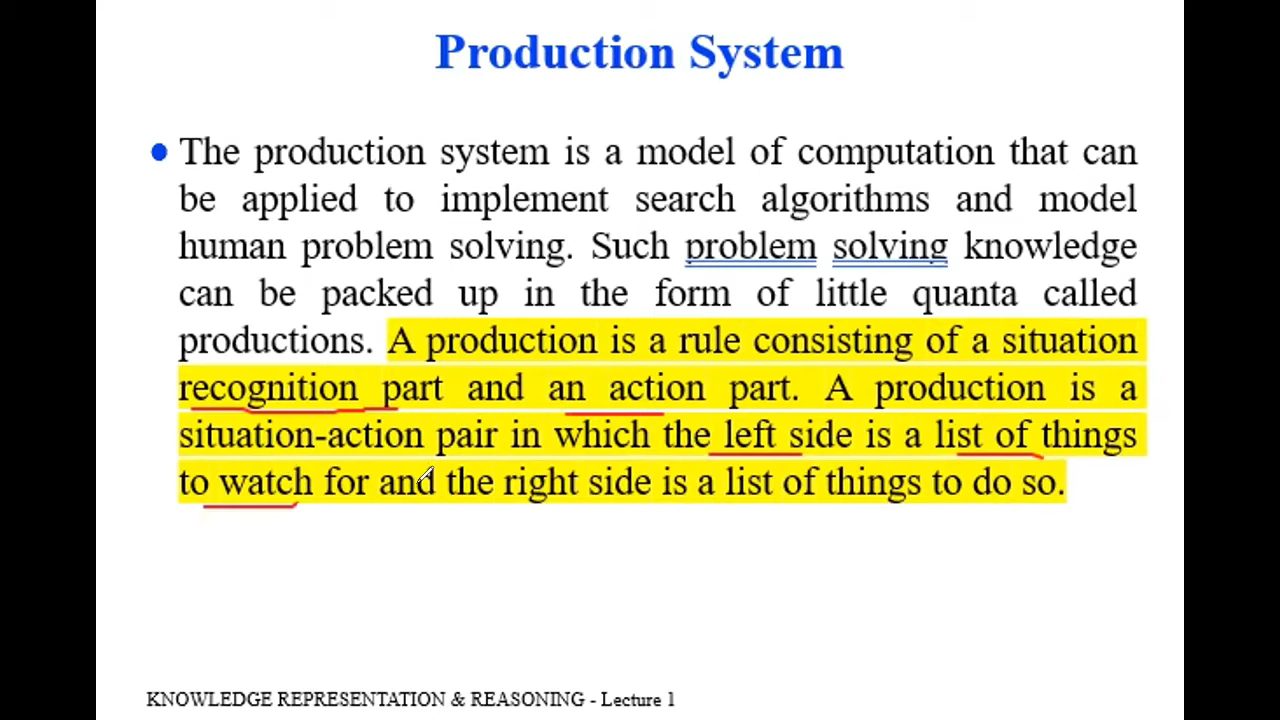 Production System
The production system is a model of computation that can
be applied to implement search algorithms and model
human problem solving. Such problem solving knowledge
can be packed up in the form of little quanta called
productions. A production is a rule consisting of a situation
recognition part and an action part. A production is a
situation-action pair in which the left side is a list of things
to watch for and the right side is a list of things to do so.
KNOWLEDGE REPRESENTATION & REASONING - Lecture 1